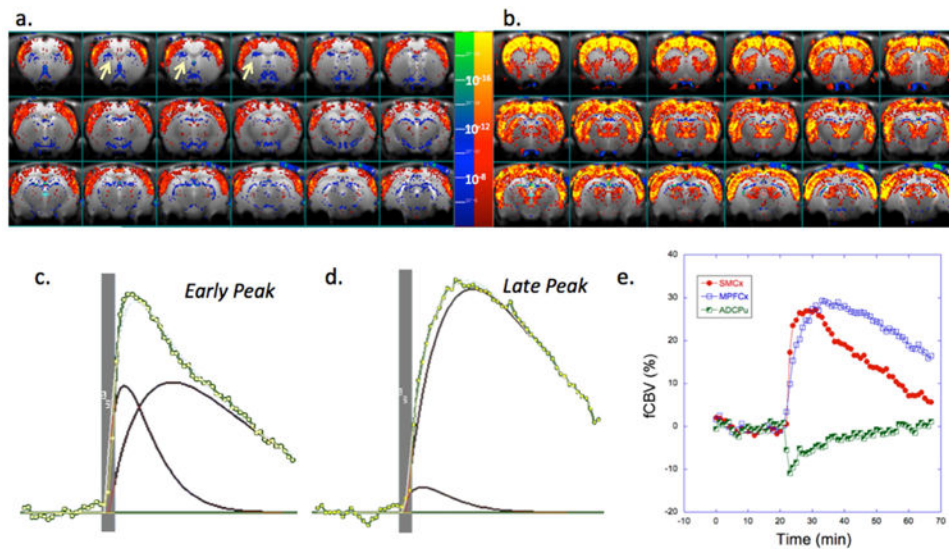 a.
b.
10-16
10-12
10-8
c.
Early Peak
d.
Late Peak
e.
SMCx
MPFCx
ADCPu
fCBV (%)
40
30
20
10
0
-10
-20
-10 0 10 20 30 40 50 60 70
Time (min)